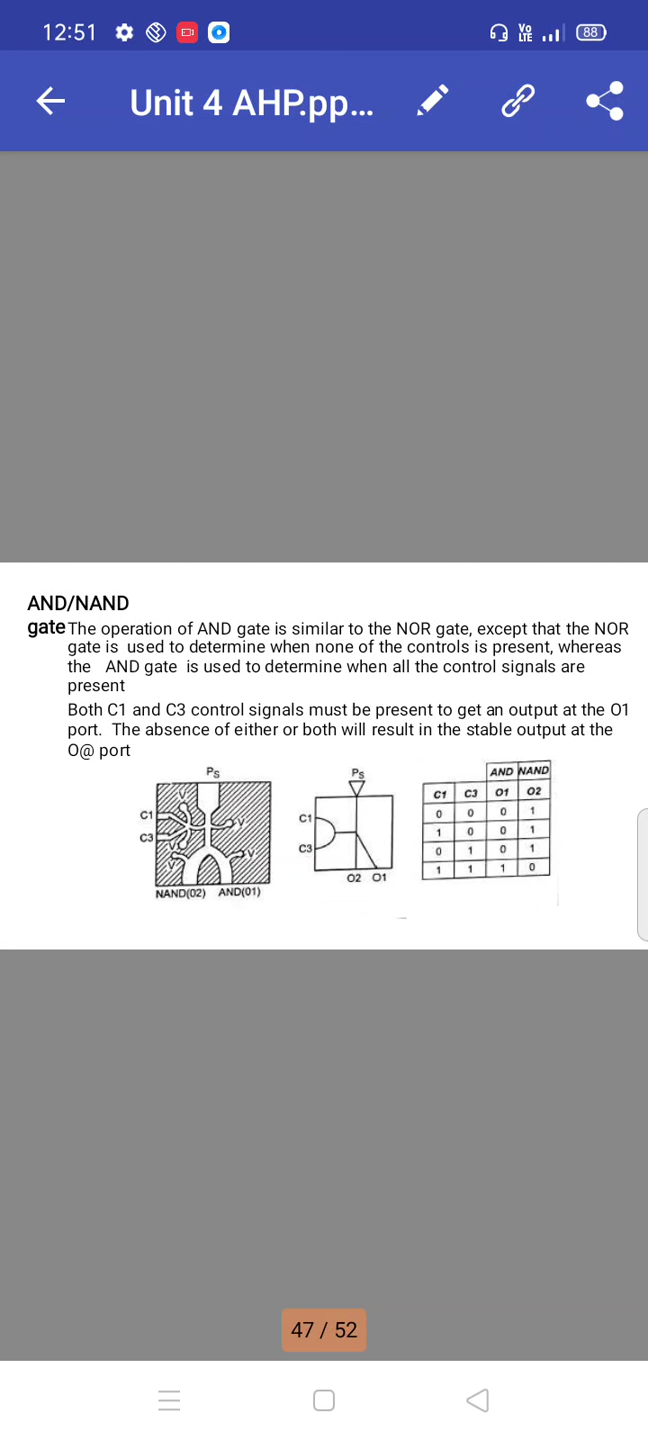 12:51
Vo
LTE
88
Unit 4 AHP.pp...
AND/NAND
gate
The operation of AND gate is similar to the NOR gate, except that the NOR
gate is used to determine when none of the controls is present, whereas
the AND gate is used to determine when all the control signals are
present
Both C1 and C3 control signals must be present to get an output at the O1
port. The absence of either or both will result in the stable output at the
O@ port
Ps
V
C1
V
C3
V
V
V
NAND(02) AND(01)
Ps
C1
C3
O2 O1
AND NAND
C1 C3 O1 O2
0 0 0 1
1 0 0 1
0 1 0 1
1 1 1 0
47 / 52